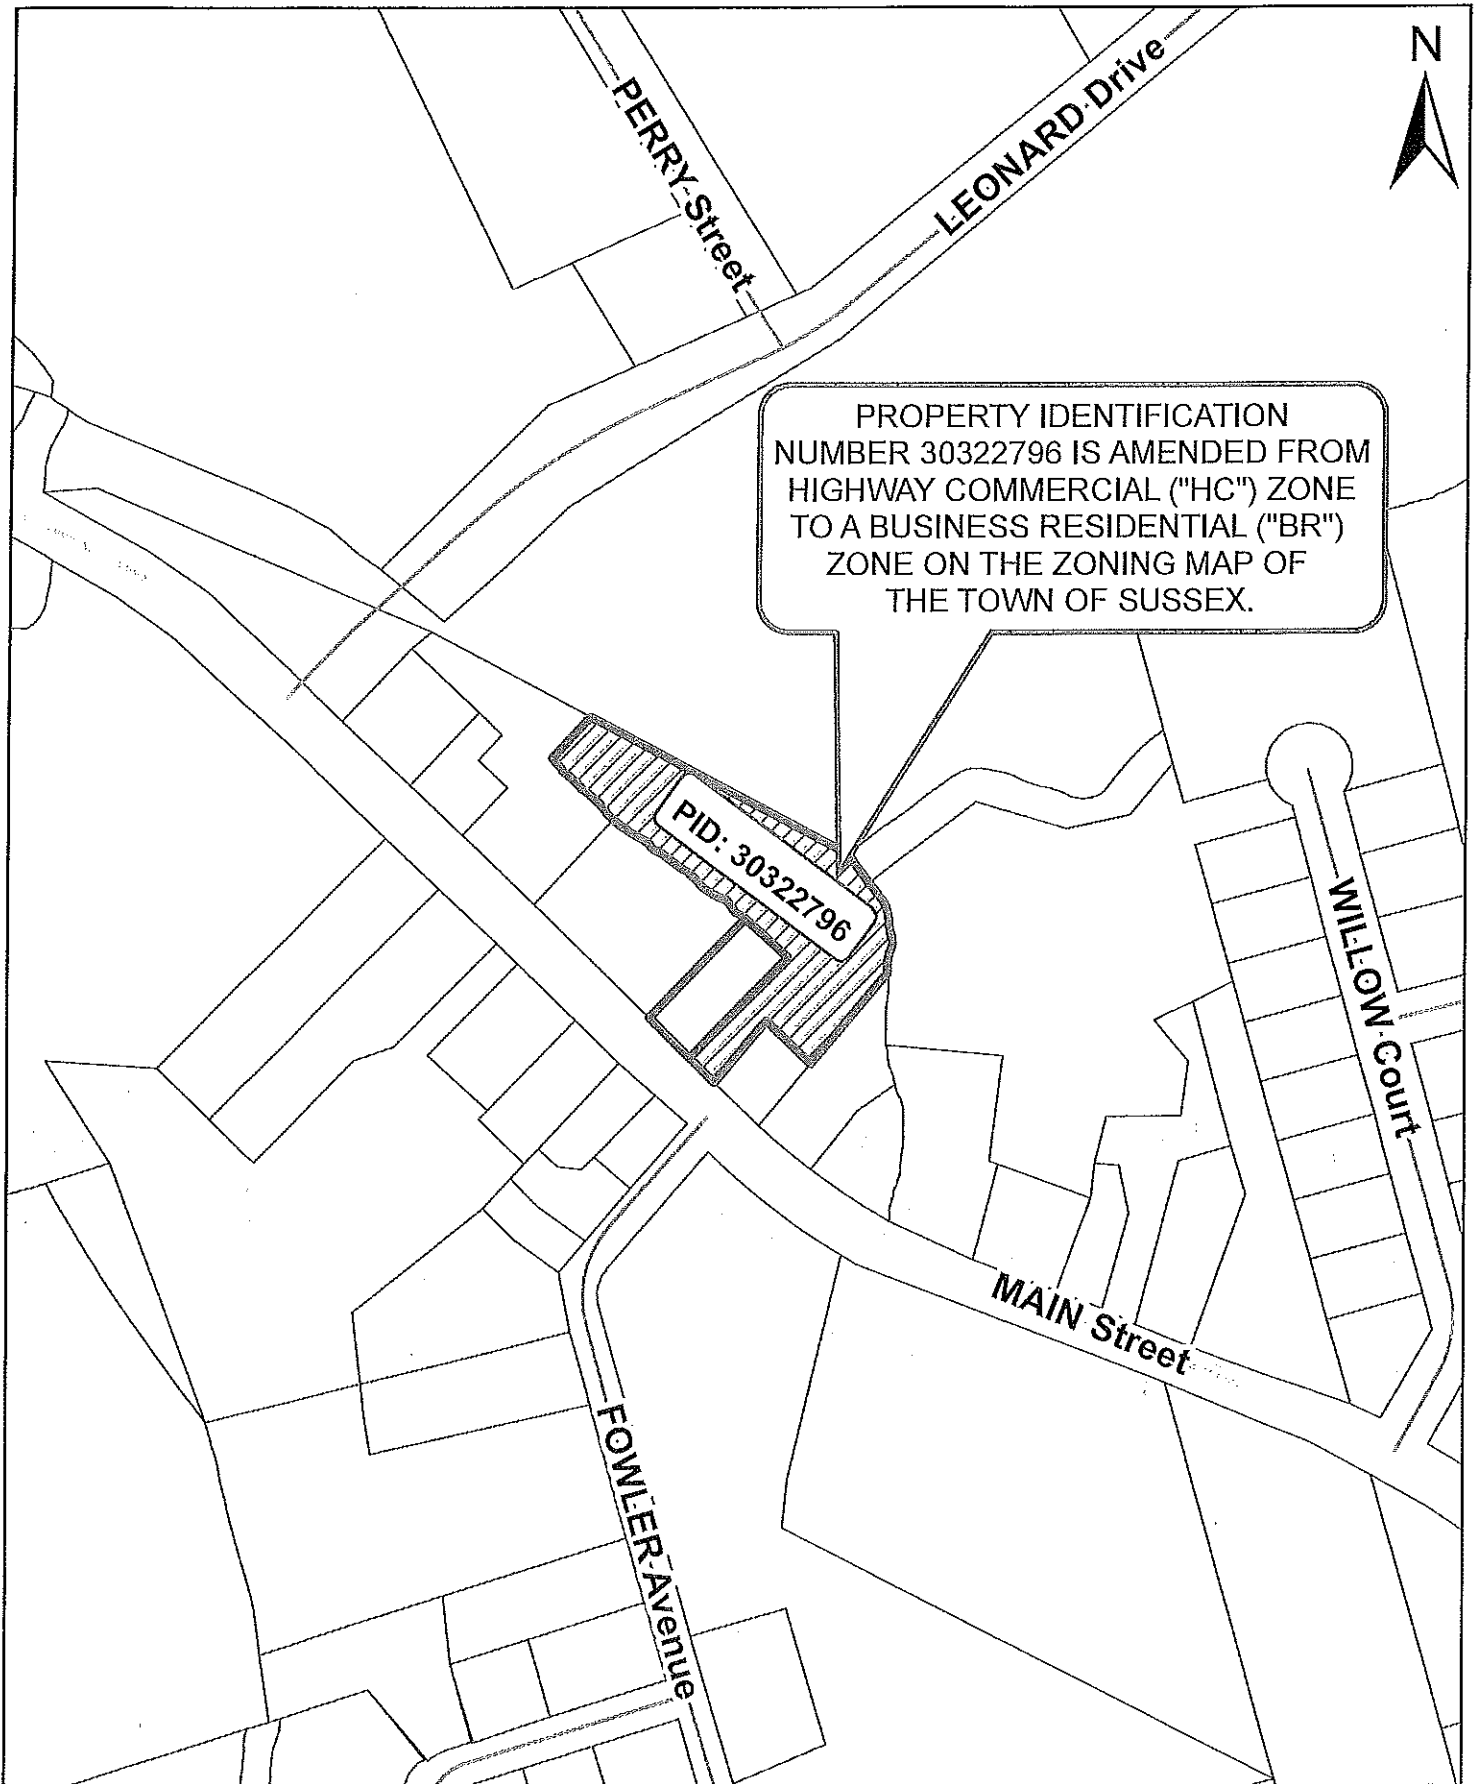 N
PERRY Street
LEONARD Drive
PROPERTY IDENTIFICATION
NUMBER 30322796 IS AMENDED FROM
HIGHWAY COMMERCIAL ("HC") ZONE
TO A BUSINESS RESIDENTIAL ("BR")
ZONE ON THE ZONING MAP OF
THE TOWN OF SUSSEX.
PID: 30322796
WILLOW Court
MAIN Street
FOWLER Avenue